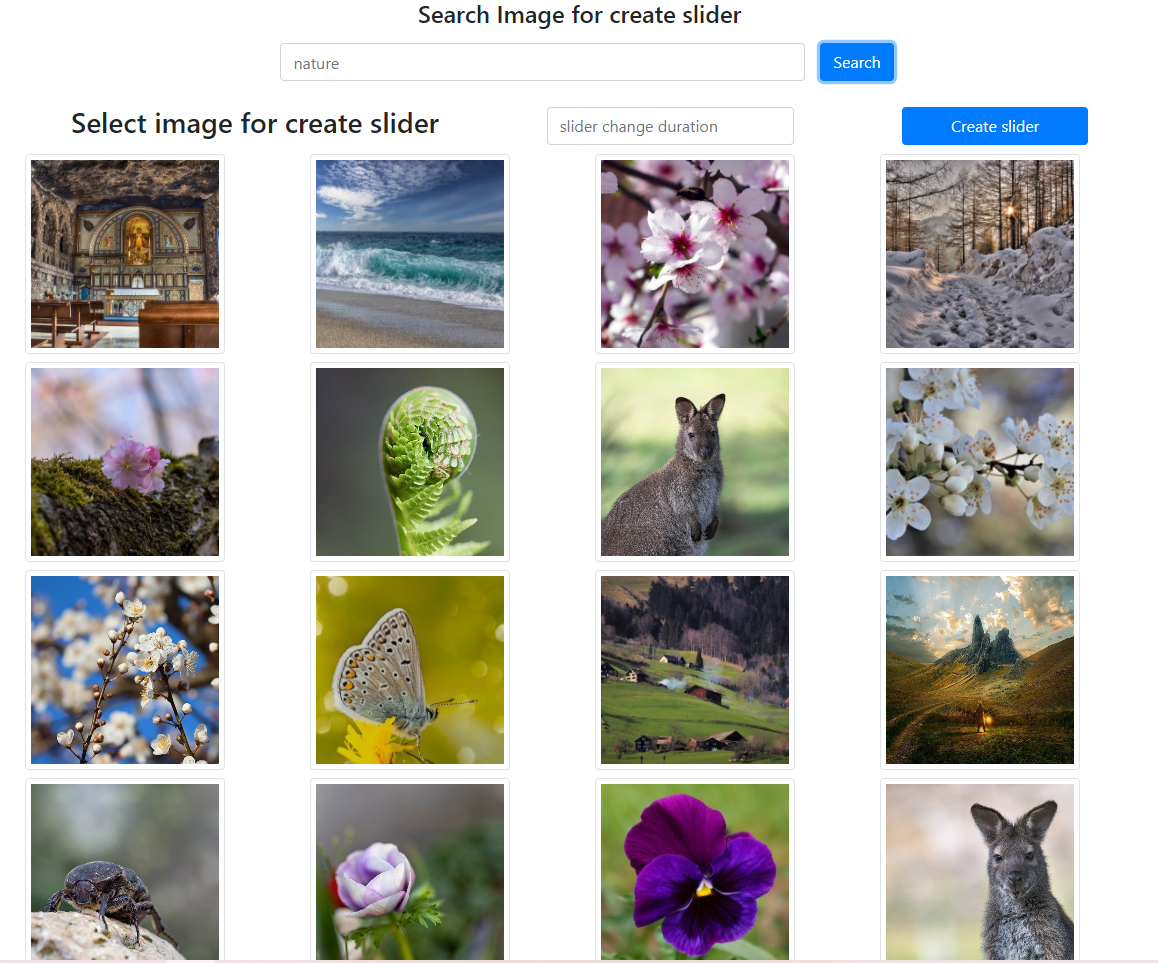 Search Image for create slider
nature
Search
Select image for create slider
slider change duration
Create slider